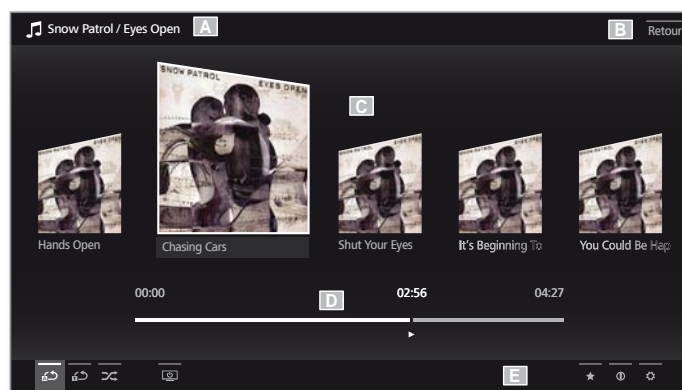 Snow Patrol / Eyes Open A
B Retour
SNOW PATROL EYES OPEN
C
Hands Open
Chasing Cars
Shut Your Eyes
It's Beginning To
You Could Be Hap
00:00 D 02:56 04:27
E